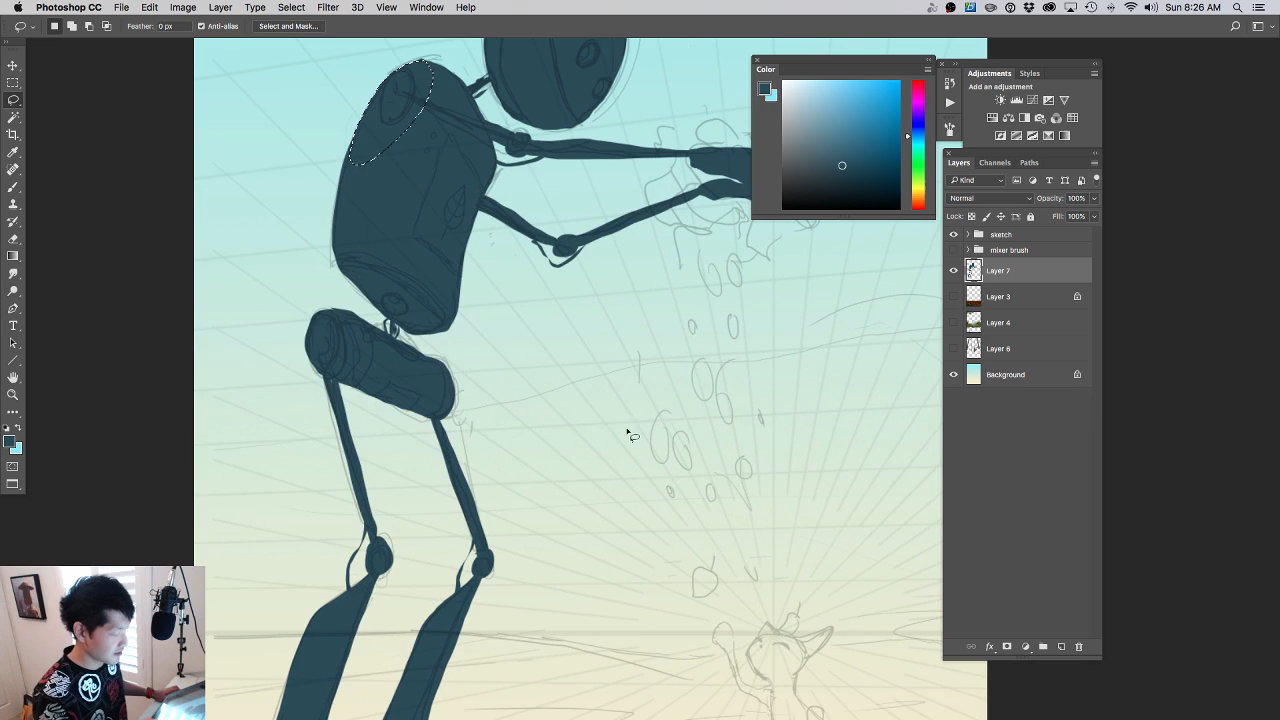 Photoshop CC File Edit Image Layer Type Select Filter 3D View Window Help Sun 8:26 AM
Feather: 0 px Anti-alias Select and Mask...
Color
Adjustments Styles
Add an adjustment
Layers Channels Paths
Kind
Normal Opacity: 100%
Lock: Fill: 100%
sketch
mixer brush
Layer 7
Layer 3
Layer 4
Layer 6
Background
fx